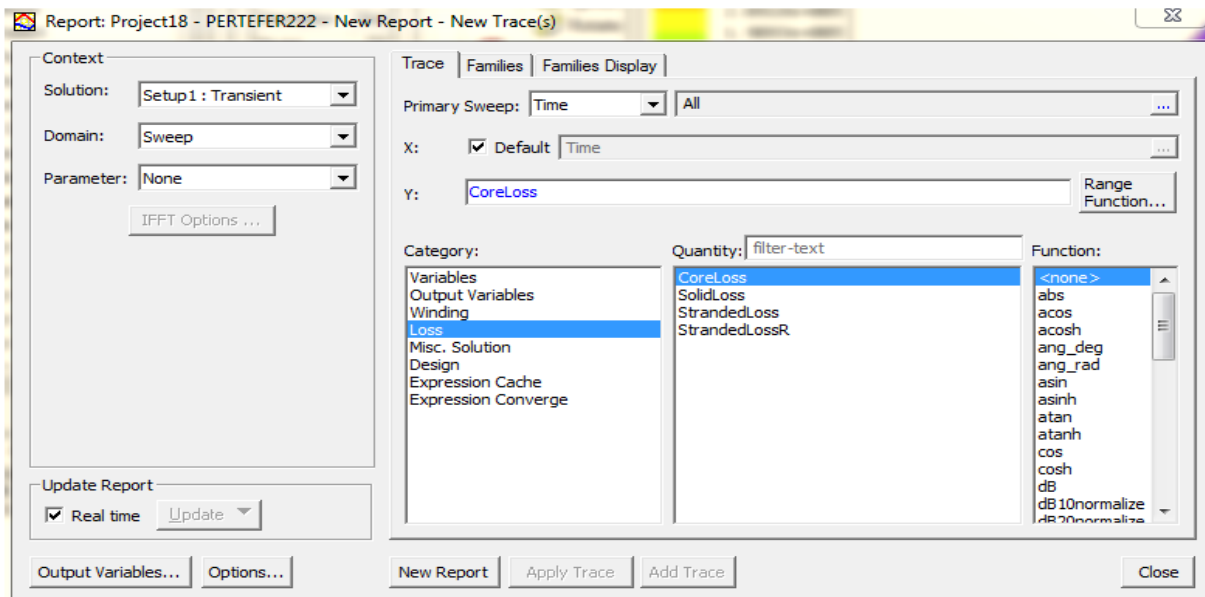 Report: Project18 - PERTEFER222 - New Report - New Trace(s)
Context
Solution: Setup1 : Transient
Domain: Sweep
Parameter: None
IFFT Options ...
Update Report
Real time Update
Output Variables... Options...
Trace Families Families Display
Primary Sweep: Time All ...
X: Default Time ...
Y: CoreLoss Range Function...
Category:
Variables
Output Variables
Winding
Loss
Misc. Solution
Design
Expression Cache
Expression Converge
Quantity: filter-text
CoreLoss
SolidLoss
StrandedLoss
StrandedLossR
Function:
<none>
abs
acos
acosh
ang_deg
ang_rad
asin
asinh
atan
atanh
cos
cosh
dB
dB10normalize
dB20normalize
New Report Apply Trace Add Trace Close